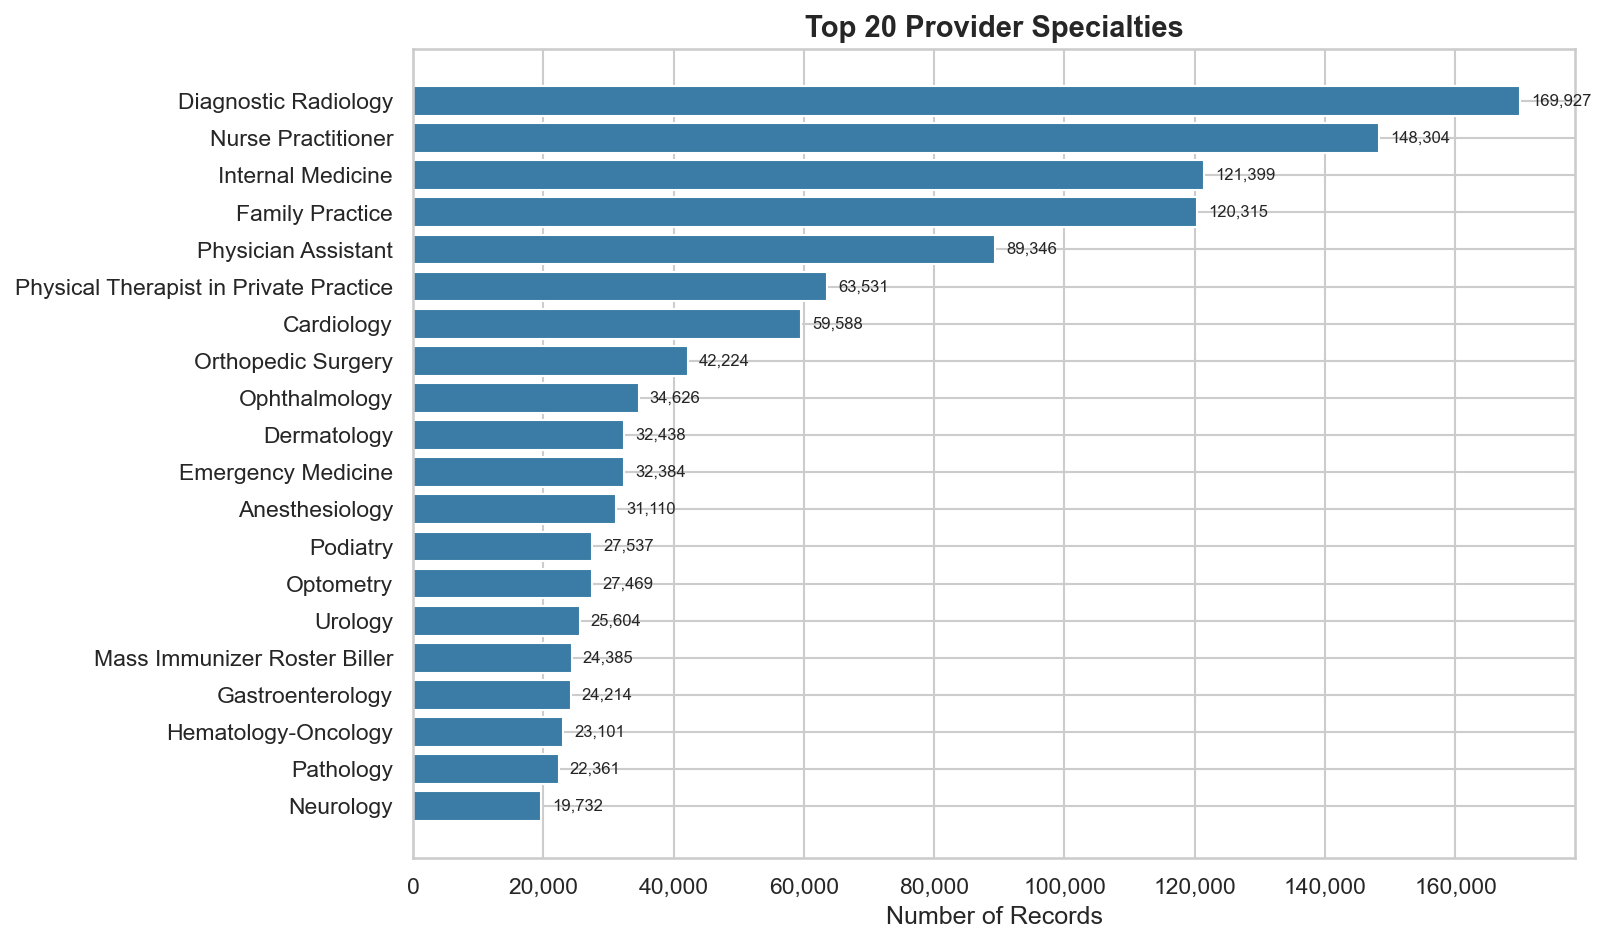 Top 20 Provider Specialties
Diagnostic Radiology 169,927
Nurse Practitioner 148,304
Internal Medicine 121,399
Family Practice 120,315
Physician Assistant 89,346
Physical Therapist in Private Practice 63,531
Cardiology 59,588
Orthopedic Surgery 42,224
Ophthalmology 34,626
Dermatology 32,438
Emergency Medicine 32,384
Anesthesiology 31,110
Podiatry 27,537
Optometry 27,469
Urology 25,604
Mass Immunizer Roster Biller 24,385
Gastroenterology 24,214
Hematology-Oncology 23,101
Pathology 22,361
Neurology 19,732
0 20,000 40,000 60,000 80,000 100,000 120,000 140,000 160,000
Number of Records